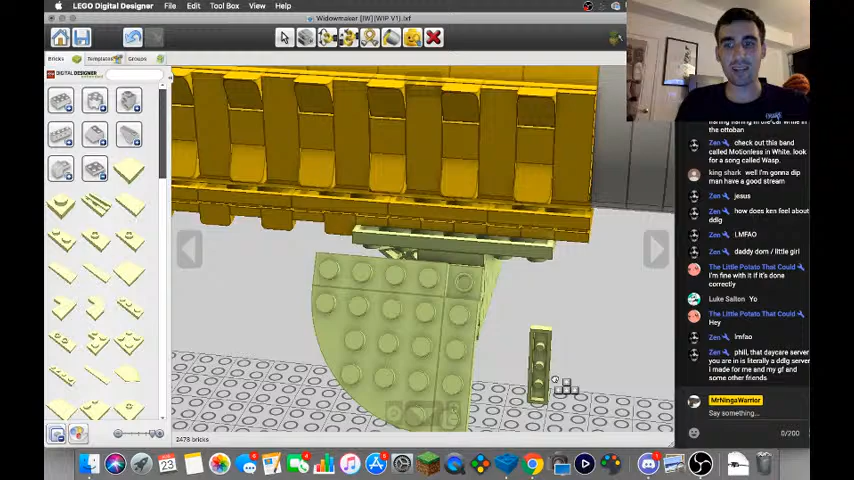 LEGO Digital Designer File Edit Tool Box View Help
Widowmaker [IW](WIP V1).lxf
Bricks Templates Groups
DIGITAL DESIGNER
the ottoban
Zen check out this band
called Motionless in White. look
for a song called Wasp.
king shark well I'm gonna dip
man have a good stream
Zen jesus
Zen how does ken feel about
ddlg
Zen LMFAO
Zen daddy dom / little girl
The Little Potato That Could
I'm fine with it if it's done
correctly
Luke Salton Yo
The Little Potato That Could
Hey
Zen lmfao
Zen phill, that daycare server
you are in is literally a ddlg server
i made for me and my gf and
some other friends
MrNingaWarrior
Say something...
0/200
2478 bricks